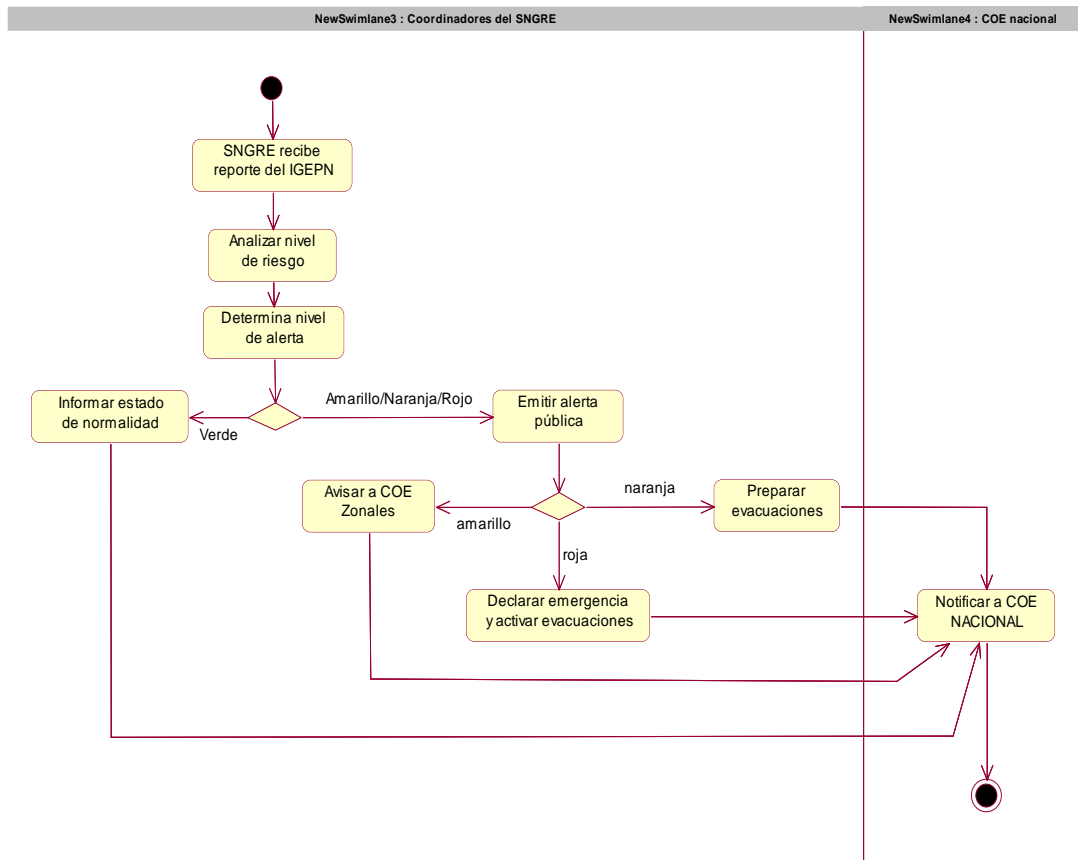 NewSwimlane3 : Coordinadores del SNGRE
NewSwimlane4 : COE nacional
SNGRE recibe
reporte del IGEPN
Analizar nivel
de riesgo
Determina nivel
de alerta
Informar estado
de normalidad
Verde
Amarillo/Naranja/Rojo
Emitir alerta
pública
Avisar a COE
Zonales
amarillo
naranja
Preparar
evacuaciones
roja
Declarar emergencia
y activar evacuaciones
Notificar a COE
NACIONAL